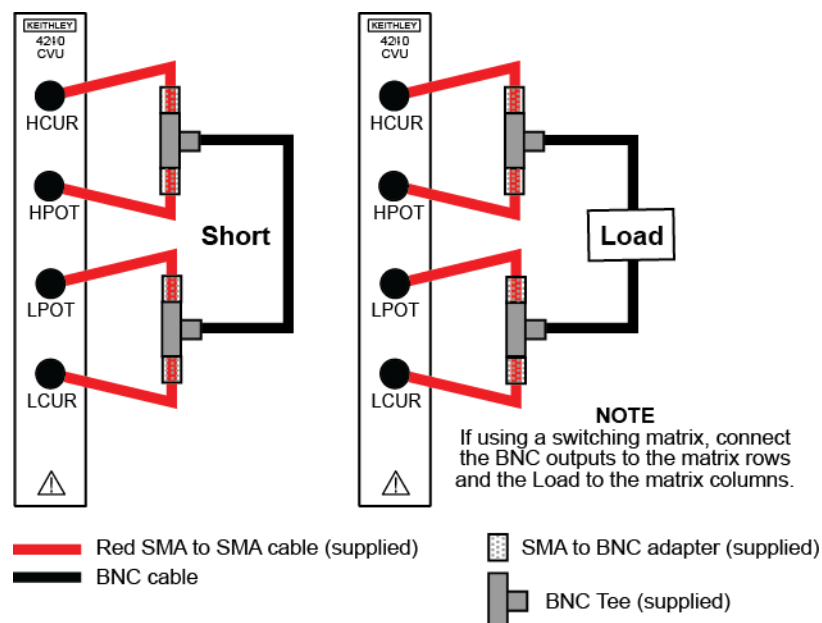 KEITHLEY
4210
CVU
HCUR
HPOT
LPOT
LCUR
Short
KEITHLEY
4210
CVU
HCUR
HPOT
LPOT
LCUR
Load
NOTE
If using a switching matrix, connect
the BNC outputs to the matrix rows
and the Load to the matrix columns.
Red SMA to SMA cable (supplied)
BNC cable
SMA to BNC adapter (supplied)
BNC Tee (supplied)